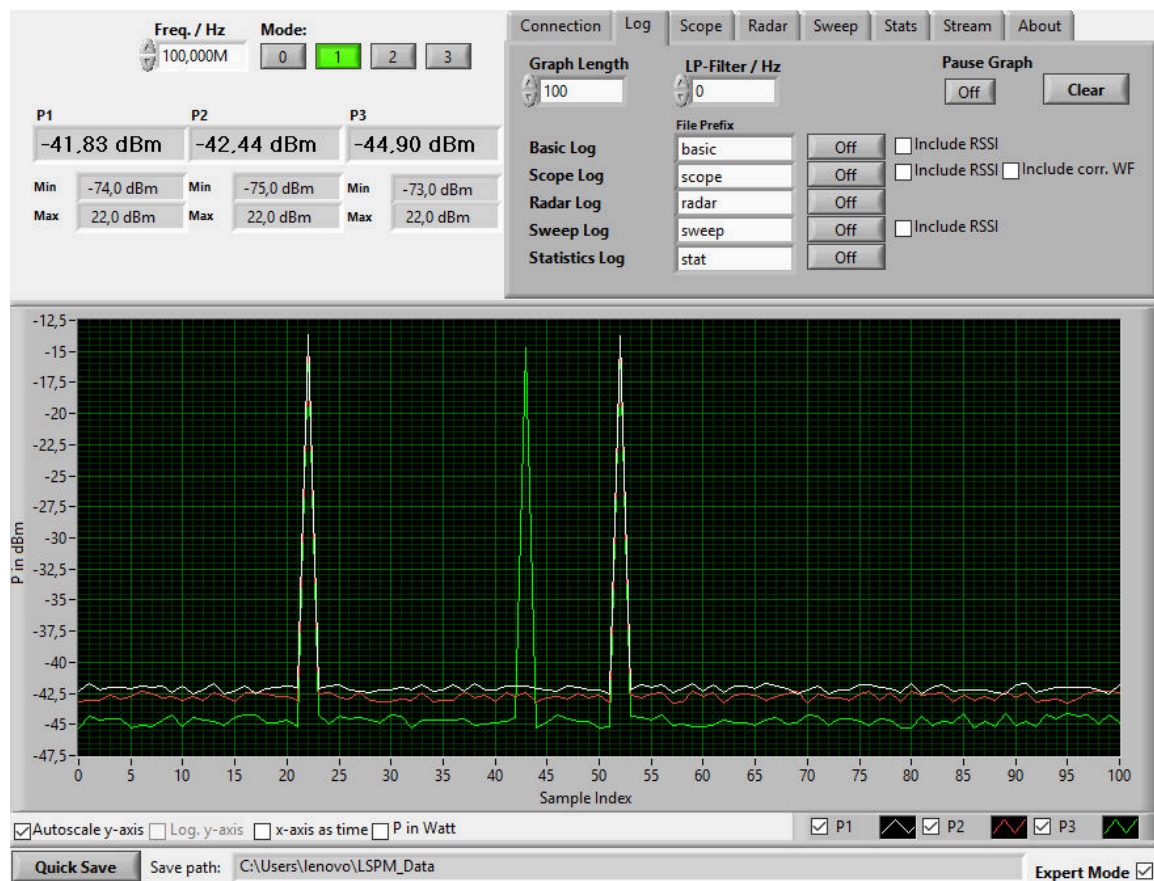 Freq. / Hz Mode:
100,000M 0 1 2 3
P1 P2 P3
-41,83 dBm -42,44 dBm -44,90 dBm
Min -74,0 dBm Min -75,0 dBm Min -73,0 dBm
Max 22,0 dBm Max 22,0 dBm Max 22,0 dBm
Connection Log Scope Radar Sweep Stats Stream About
Graph Length LP-Filter / Hz Pause Graph
100 0 Off Clear
File Prefix
Basic Log basic Off Include RSSI
Scope Log scope Off Include RSSI Include corr. WF
Radar Log radar Off
Sweep Log sweep Off Include RSSI
Statistics Log stat Off
P in dBm
-12,5
-15
-17,5
-20
-22,5
-25
-27,5
-30
-32,5
-35
-37,5
-40
-42,5
-45
-47,5
0 5 10 15 20 25 30 35 40 45 50 55 60 65 70 75 80 85 90 95 100
Sample Index
Autoscale y-axis Log. y-axis x-axis as time P in Watt P1 P2 P3
Quick Save Save path: C:\Users\lenovo\LSPM_Data Expert Mode